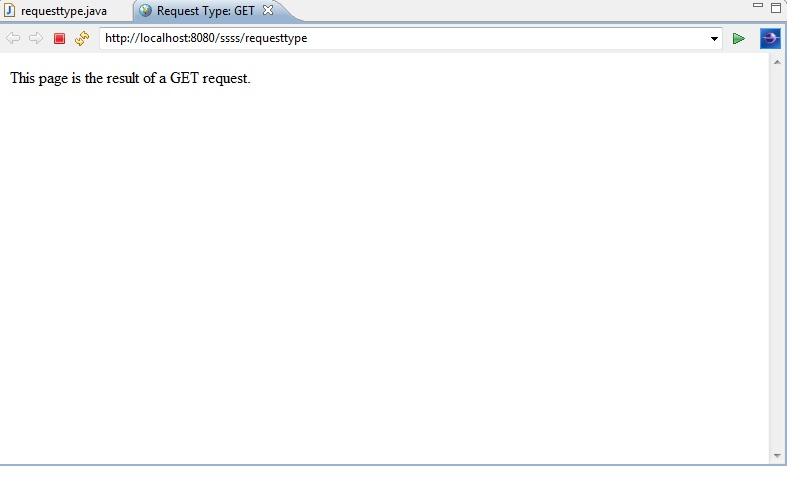 requesttype.java
Request Type: GET
http://localhost:8080/ssss/requesttype
This page is the result of a GET request.